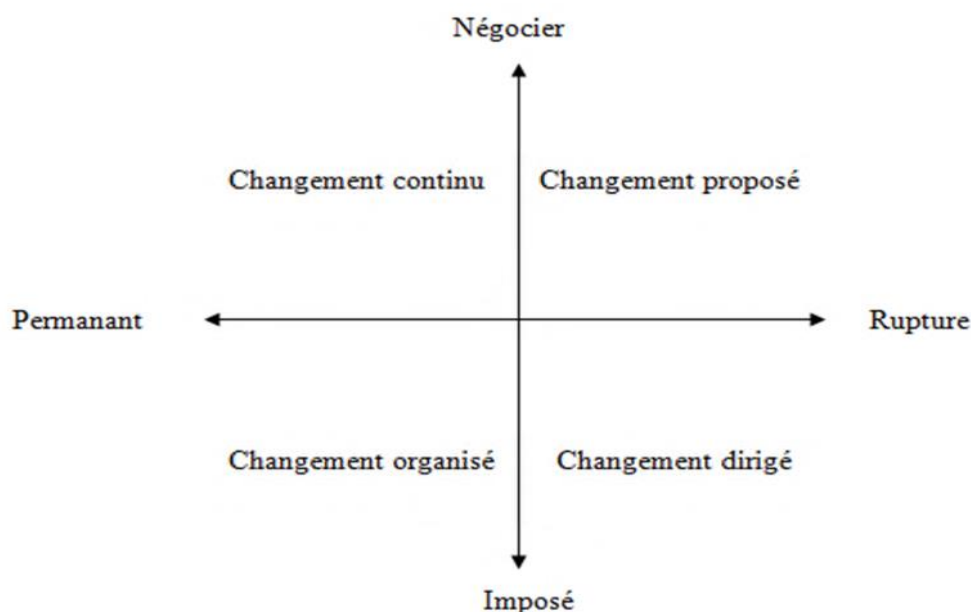 Négocier
Changement continu
Changement proposé
Permanant
Rupture
Changement organisé
Changement dirigé
Imposé